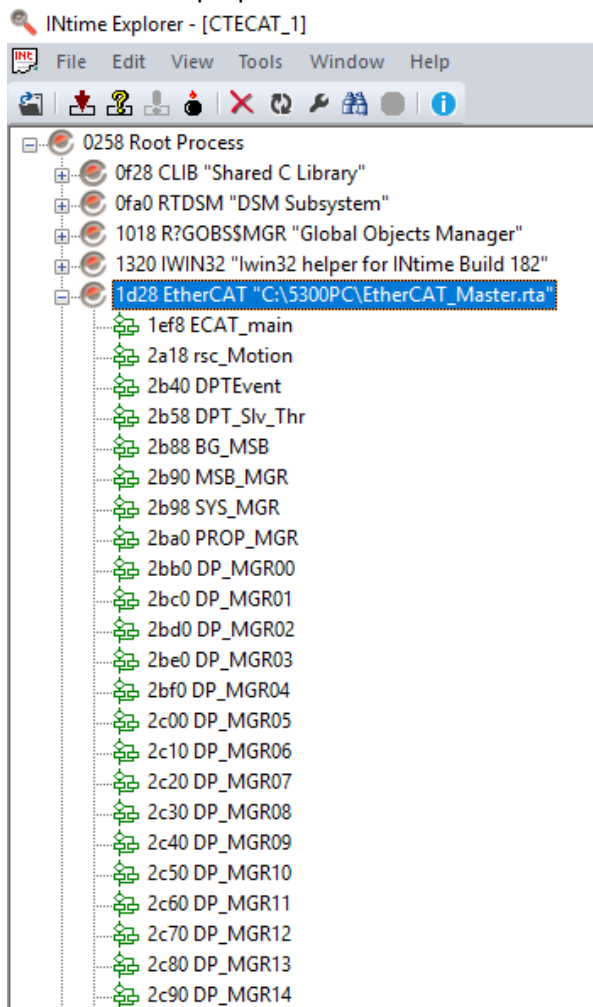 INtime Explorer - [CTECAT_1]
File Edit View Tools Window Help
0258 Root Process
0f28 CLIB "Shared C Library"
0fa0 RTDSM "DSM Subsystem"
1018 R?GOBS$MGR "Global Objects Manager"
1320 IWIN32 "Iwin32 helper for INtime Build 182"
1d28 EtherCAT "C:\5300PC\EtherCAT_Master.rta"
1ef8 ECAT_main
2a18 rsc_Motion
2b40 DPTEvent
2b58 DPT_Slv_Thr
2b88 BG_MSB
2b90 MSB_MGR
2b98 SYS_MGR
2ba0 PROP_MGR
2bb0 DP_MGR00
2bc0 DP_MGR01
2bd0 DP_MGR02
2be0 DP_MGR03
2bf0 DP_MGR04
2c00 DP_MGR05
2c10 DP_MGR06
2c20 DP_MGR07
2c30 DP_MGR08
2c40 DP_MGR09
2c50 DP_MGR10
2c60 DP_MGR11
2c70 DP_MGR12
2c80 DP_MGR13
2c90 DP_MGR14